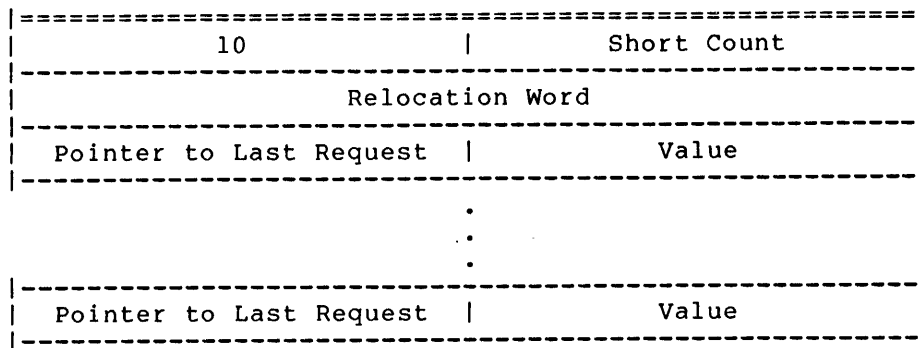 10 | Short Count
Relocation Word
Pointer to Last Request | Value
.
.
.
Pointer to Last Request | Value